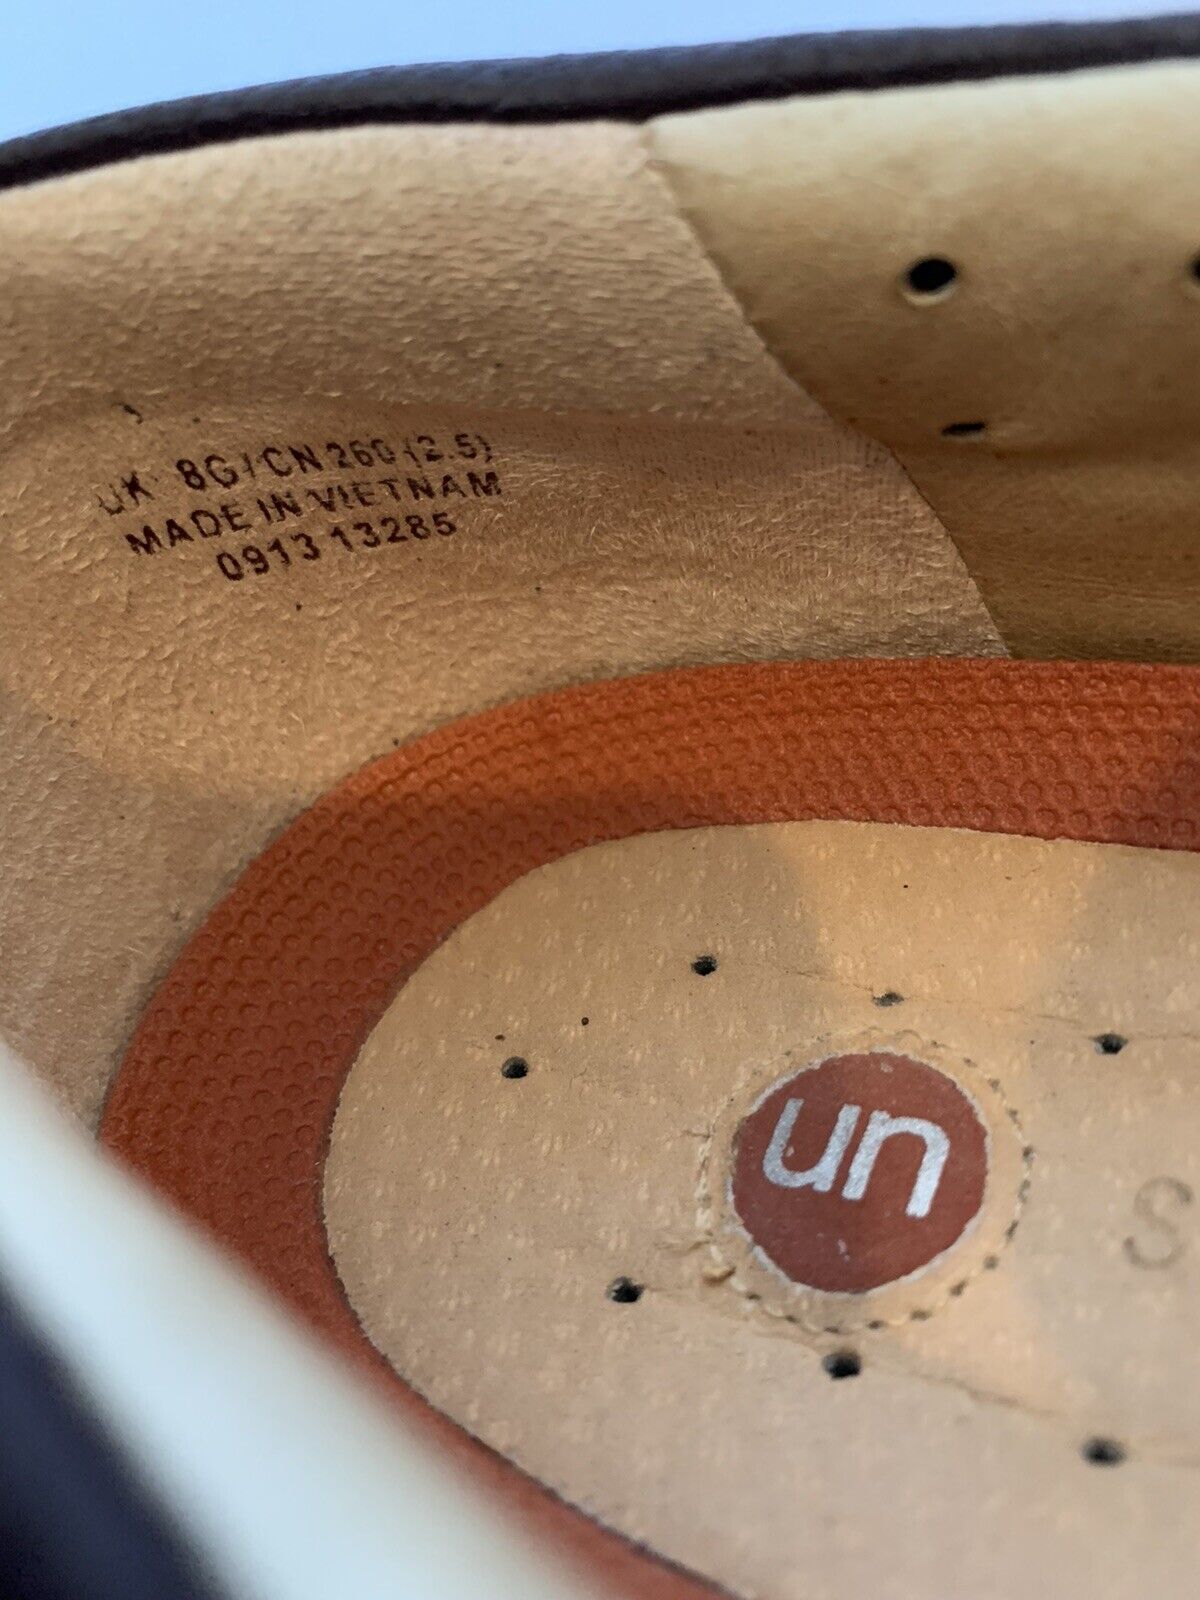 UK 8G/CN 260 (2.5)
MADE IN VIETNAM
0913 13285
un
S